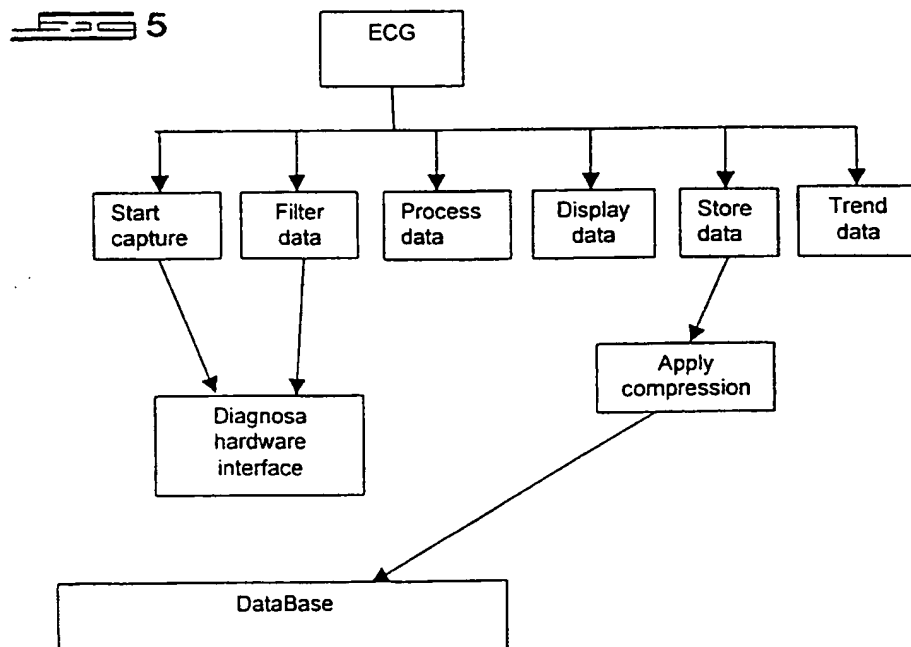 5
ECG
Start
capture
Filter
data
Process
data
Display
data
Store
data
Trend
data
Apply
compression
Diagnosa
hardware
interface
DataBase